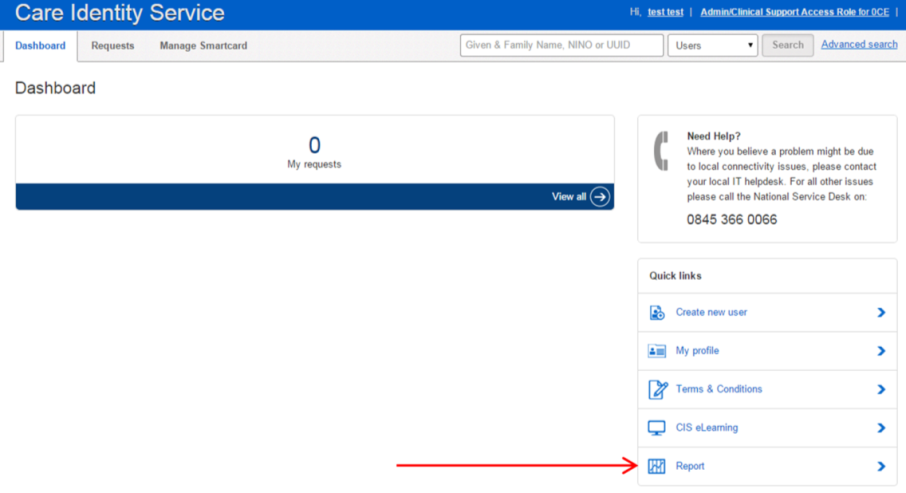 Care Identity Service
Hi, test test | Admin/Clinical Support Access Role for 0CE |
Dashboard Requests Manage Smartcard
Given & Family Name, NINO or UUID Users Search Advanced search
Dashboard
0
My requests
View all
Need Help?
Where you believe a problem might be due
to local connectivity issues, please contact
your local IT helpdesk. For all other issues
please call the National Service Desk on:
0845 366 0066
Quick links
Create new user
My profile
Terms & Conditions
CIS eLearning
Report